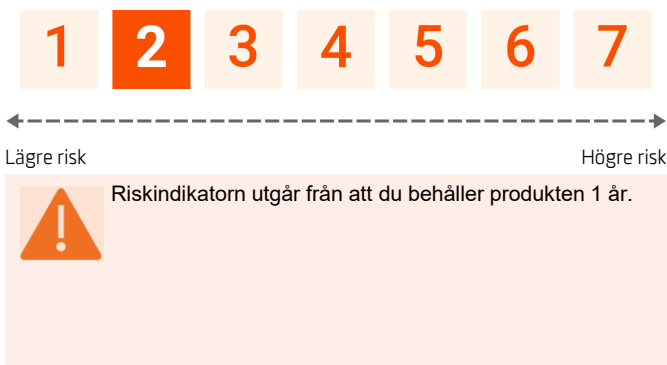 1 2 3 4 5 6 7
Lägre risk Högre risk
Riskindikatorn utgår från att du behåller produkten 1 år.